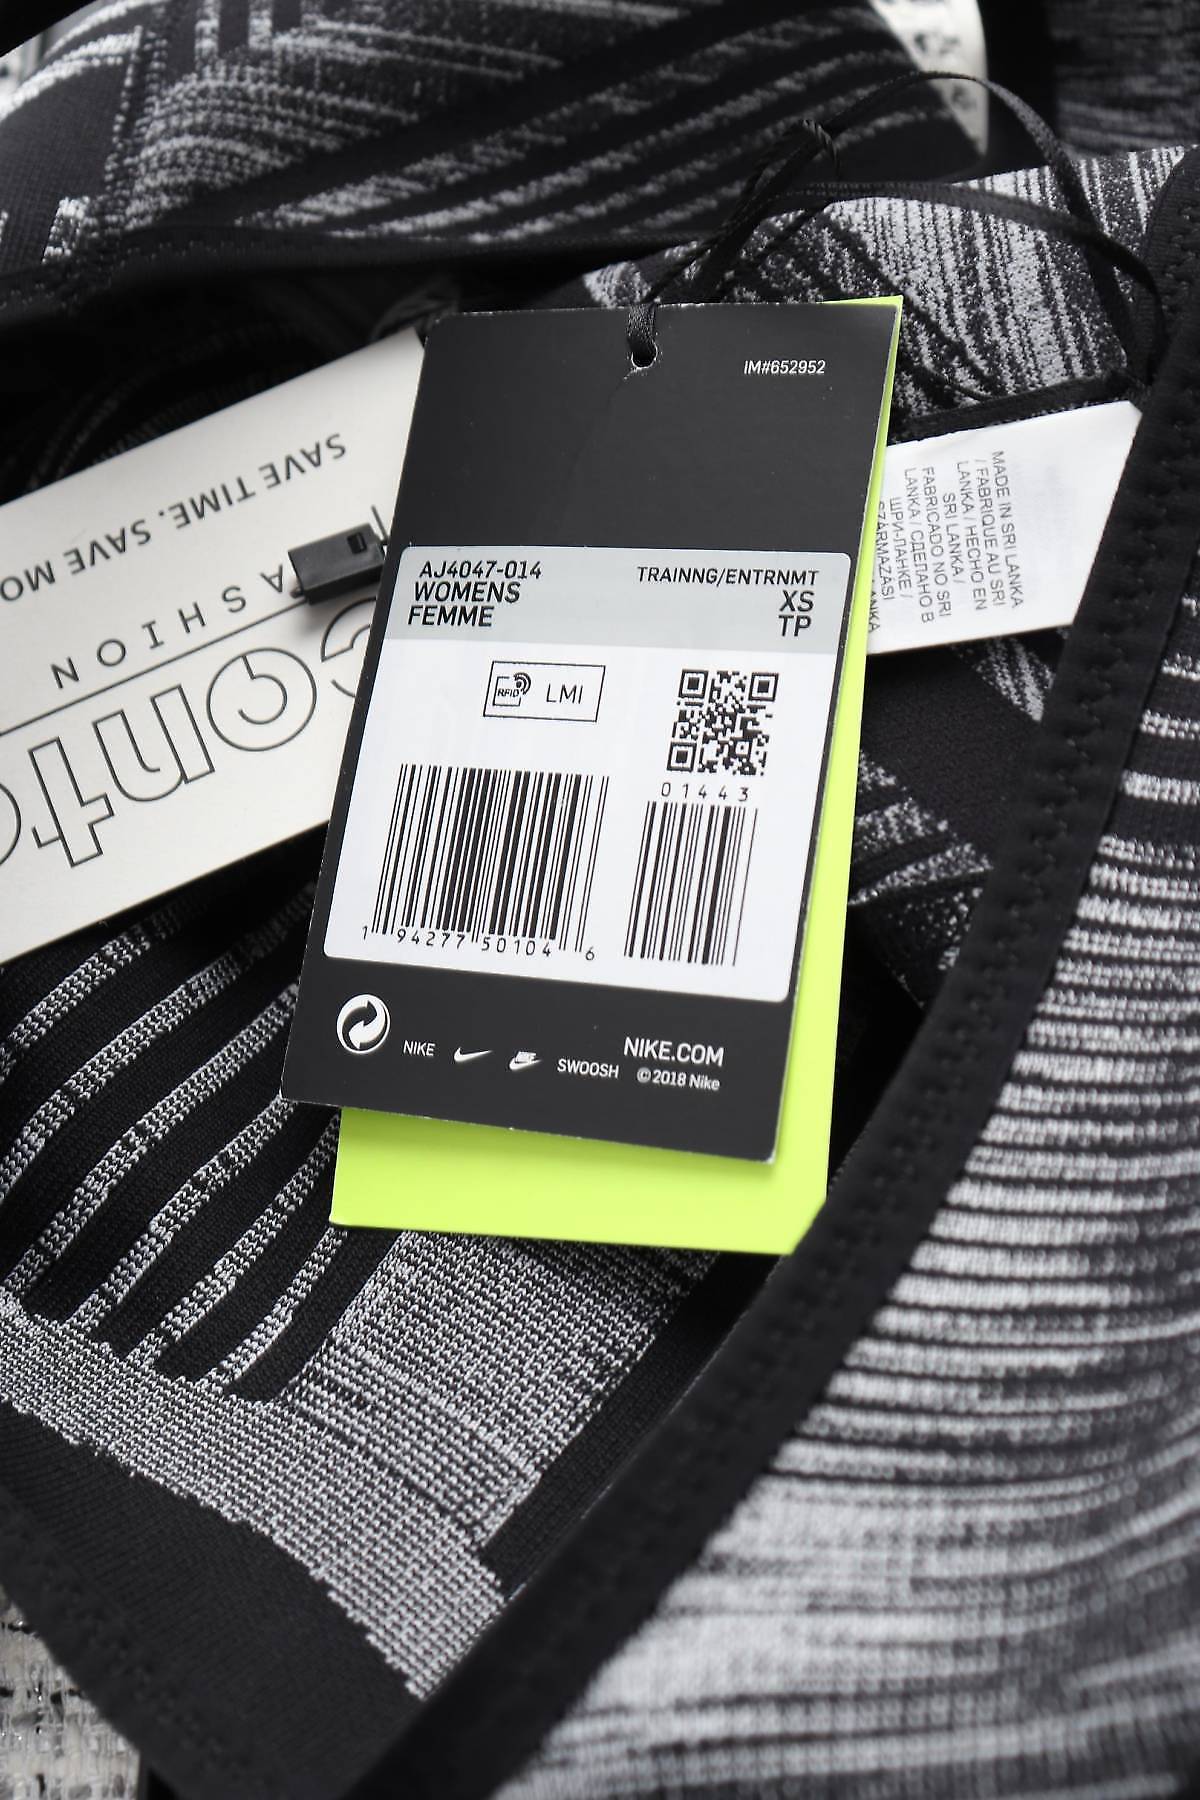 IM#652952
AJ4047-014
WOMENS
FEMME
TRAINNG/ENTRNMT
XS
TP
RFID
LMI
01443
1 94277 50104 6
NIKE
SWOOSH
NIKE.COM
©2018 Nike
SAVE TIME. SAVE
MADE IN SRI LANKA
/ FABRIQUE AU SRI
LANKA / HECHO EN
SRI LANKA /
FABRICADO NO SRI
LANKA / СДЕЛАНО В
ШРИ-ЛАНКЕ /
SZÁRMAZÁSI